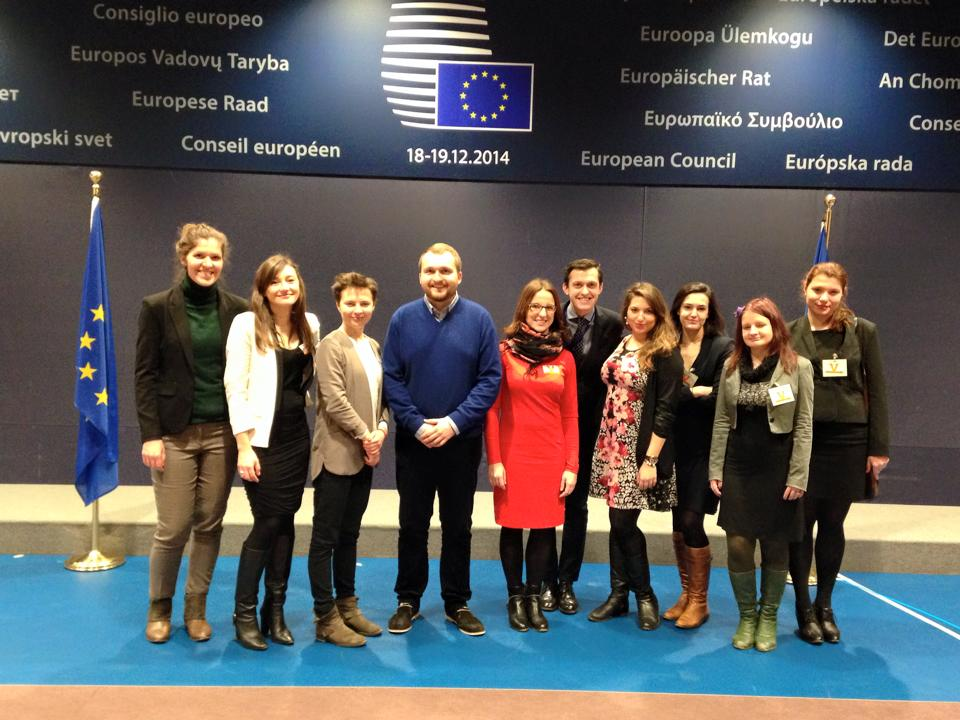 Consiglio europeo
Europos Vadovų Taryba
Europese Raad
Conseil européen
18-19.12.2014
Euroopa Ülemkogu
Europäischer Rat
Ευρωπαϊκό Συμβούλιο
European Council
Európska rada
Det Euro
An Chom
Conse
vropski svet